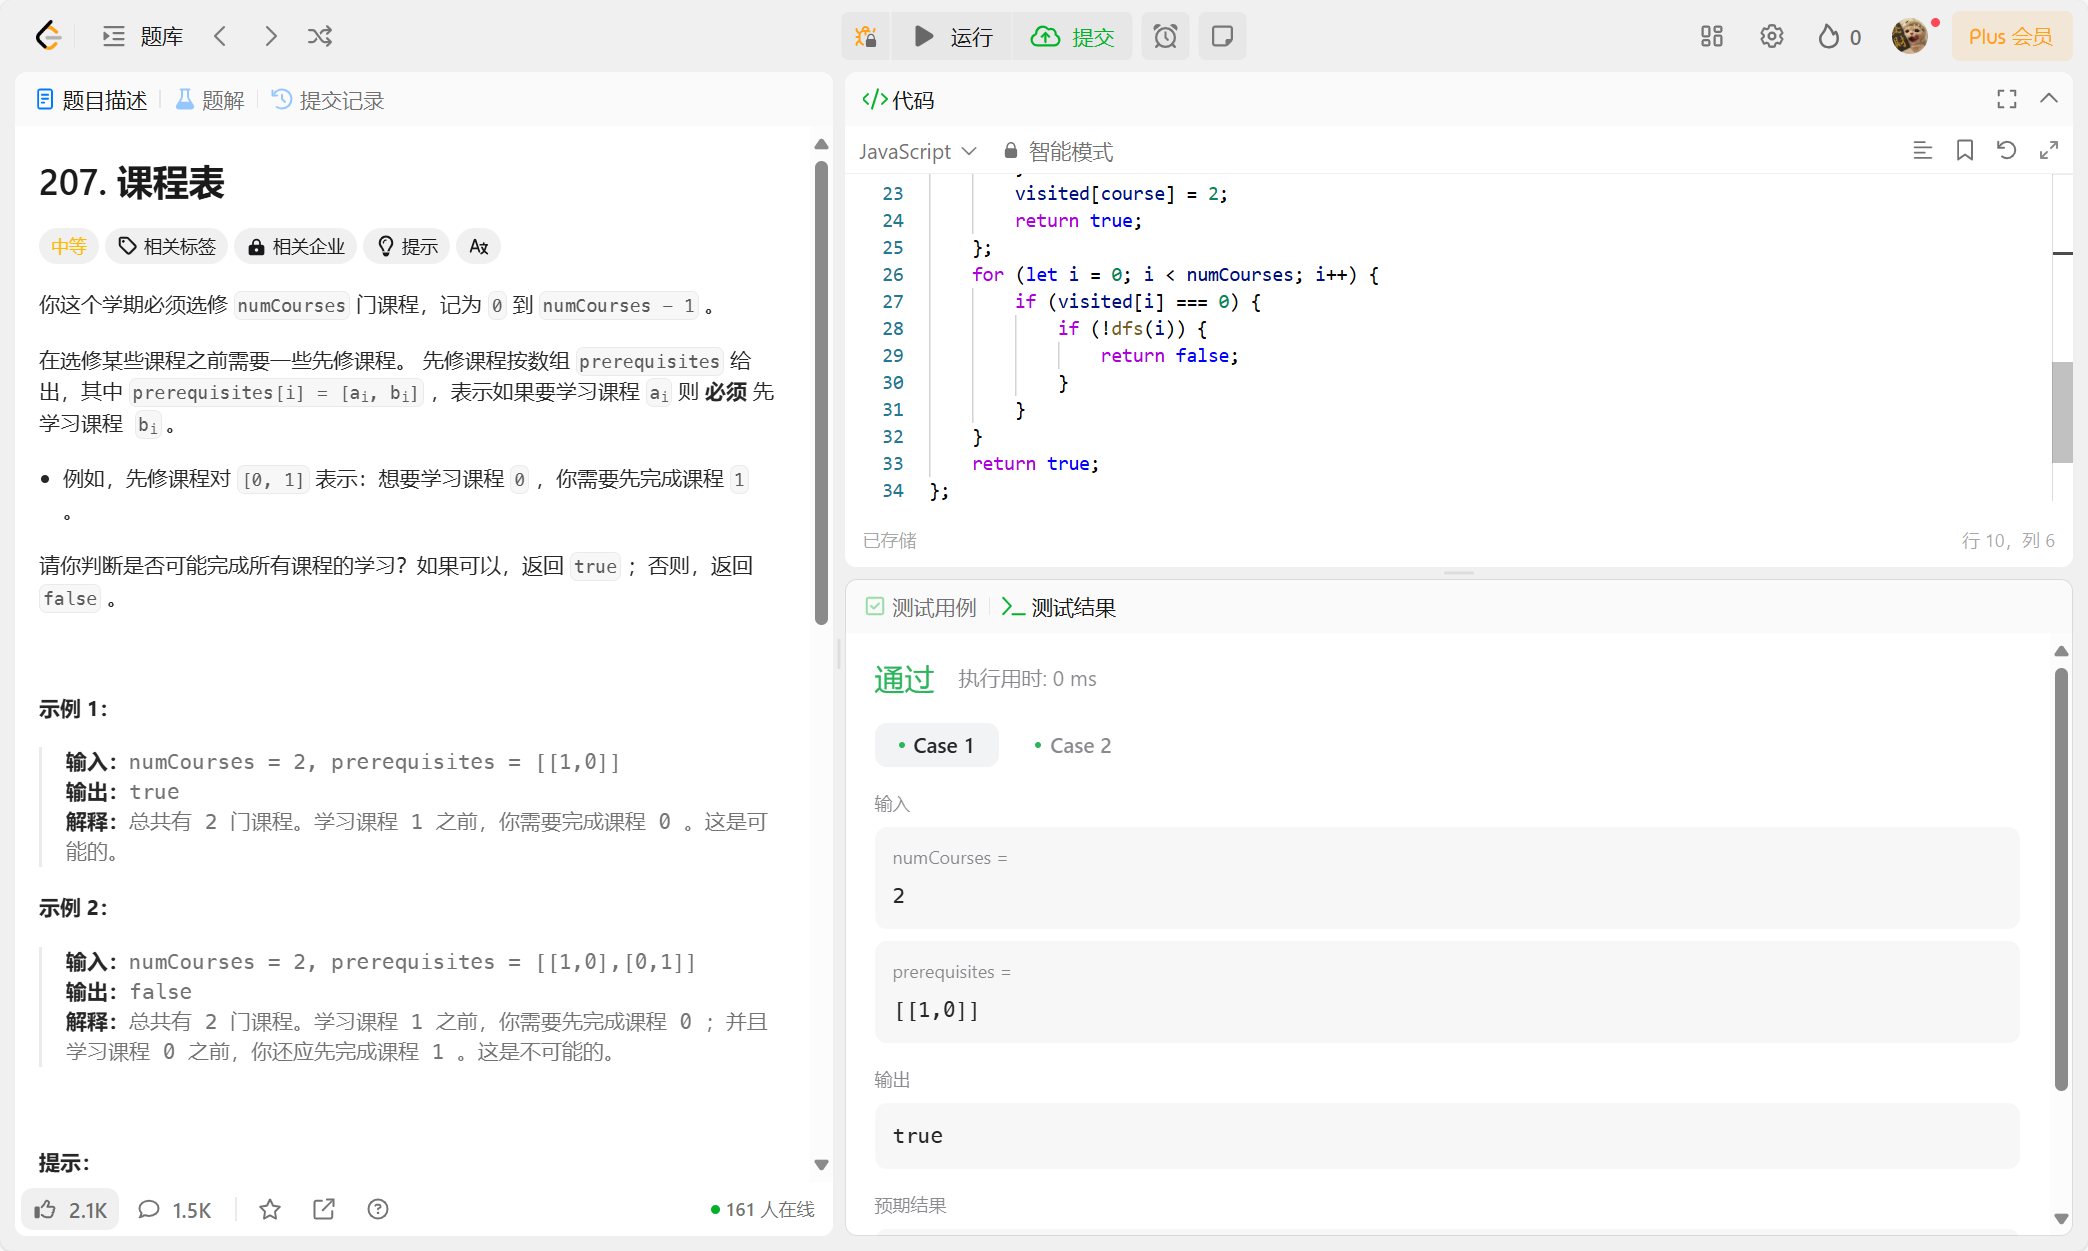 题库
运行
提交
0
Plus 会员
题目描述
题解
提交记录
207. 课程表
中等
相关标签
相关企业
提示
你这个学期必须选修 numCourses 门课程，记为 0 到 numCourses - 1 。
在选修某些课程之前需要一些先修课程。 先修课程按数组 prerequisites 给
出，其中 prerequisites[i] = [ai, bi] ，表示如果要学习课程 ai 则 必须 先
学习课程 bi 。
例如，先修课程对 [0, 1] 表示：想要学习课程 0 ，你需要先完成课程 1
。
请你判断是否可能完成所有课程的学习？如果可以，返回 true ；否则，返回
false 。
示例 1：
输入：numCourses = 2, prerequisites = [[1,0]]
输出：true
解释：总共有 2 门课程。学习课程 1 之前，你需要完成课程 0 。这是可
能的。
示例 2：
输入：numCourses = 2, prerequisites = [[1,0],[0,1]]
输出：false
解释：总共有 2 门课程。学习课程 1 之前，你需要先完成课程 0 ；并且
学习课程 0 之前，你还应先完成课程 1 。这是不可能的。
提示：
2.1K
1.5K
161 人在线
</> 代码
JavaScript
智能模式
23 visited[course] = 2;
24 return true;
25 };
26 for (let i = 0; i < numCourses; i++) {
27 if (visited[i] === 0) {
28 if (!dfs(i)) {
29 return false;
30 }
31 }
32 }
33 return true;
34 };
已存储
行 10，列 6
测试用例
测试结果
通过
执行用时: 0 ms
Case 1
Case 2
输入
numCourses =
2
prerequisites =
[[1,0]]
输出
true
预期结果